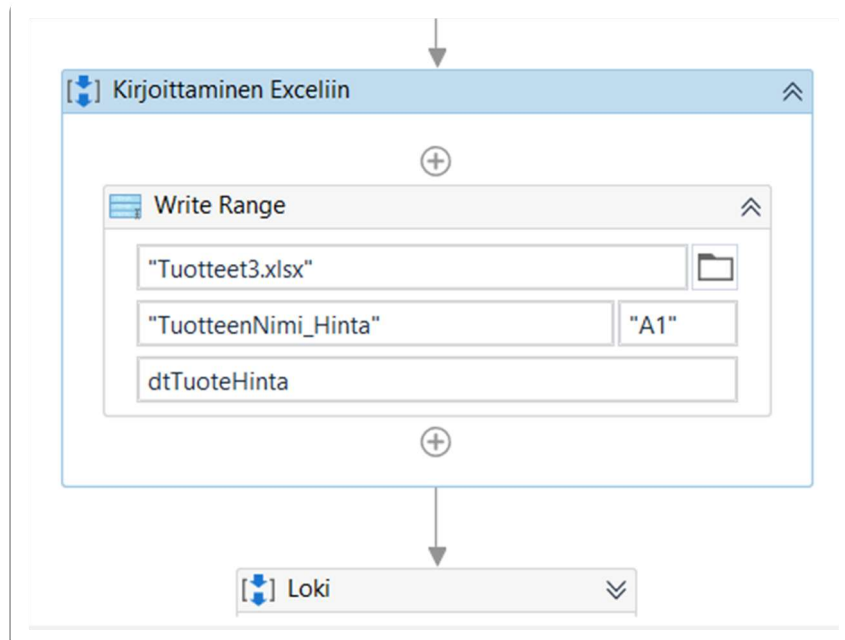 Kirjoittaminen Exceliin
Write Range
"Tuotteet3.xlsx"
"TuotteenNimi_Hinta" "A1"
dtTuoteHinta
Loki